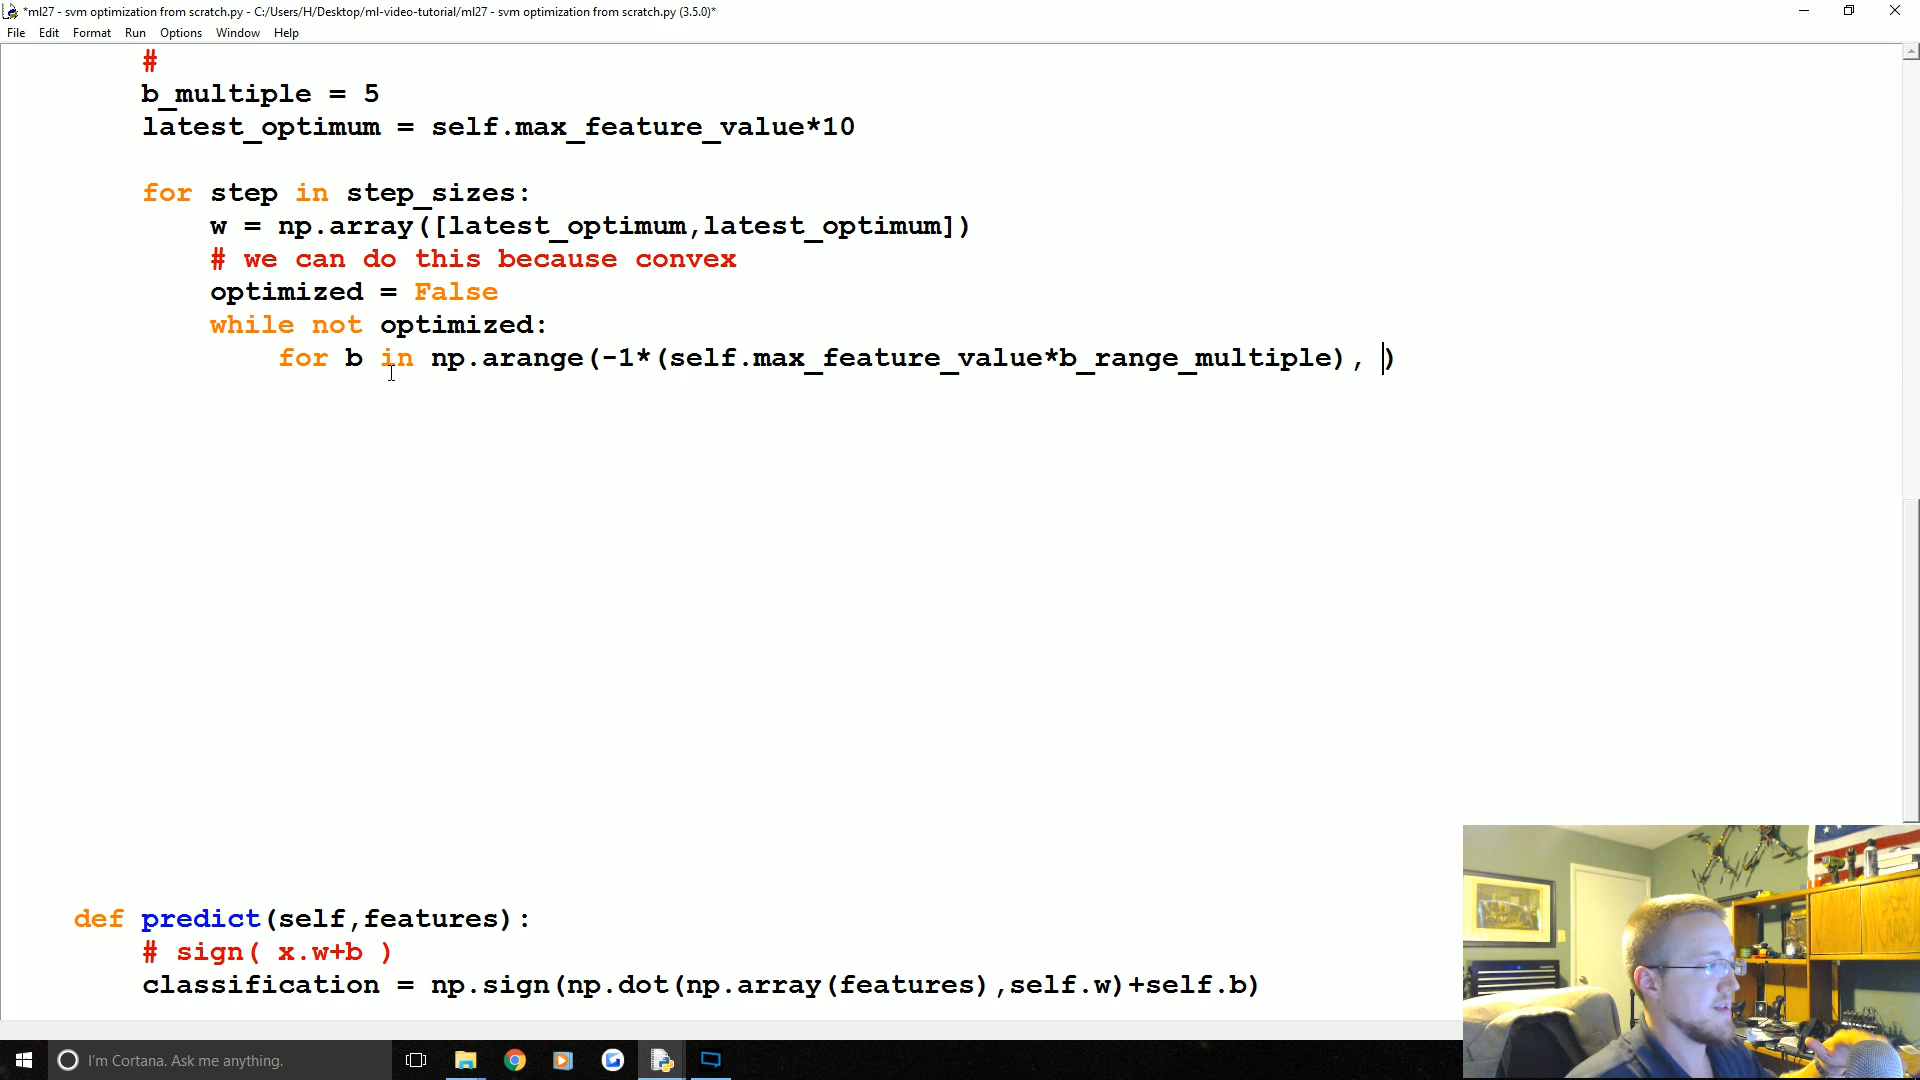 *ml27 - svm optimization from scratch.py - C:/Users/H/Desktop/ml-video-tutorial/ml27 - svm optimization from scratch.py (3.5.0)*
File Edit Format Run Options Window Help
#
b_multiple = 5
latest_optimum = self.max_feature_value*10
for step in step_sizes:
w = np.array([latest_optimum,latest_optimum])
# we can do this because convex
optimized = False
while not optimized:
for b in np.arange(-1*(self.max_feature_value*b_range_multiple), )
def predict(self,features):
# sign( x.w+b )
classification = np.sign(np.dot(np.array(features),self.w)+self.b)
I'm Cortana. Ask me anything.